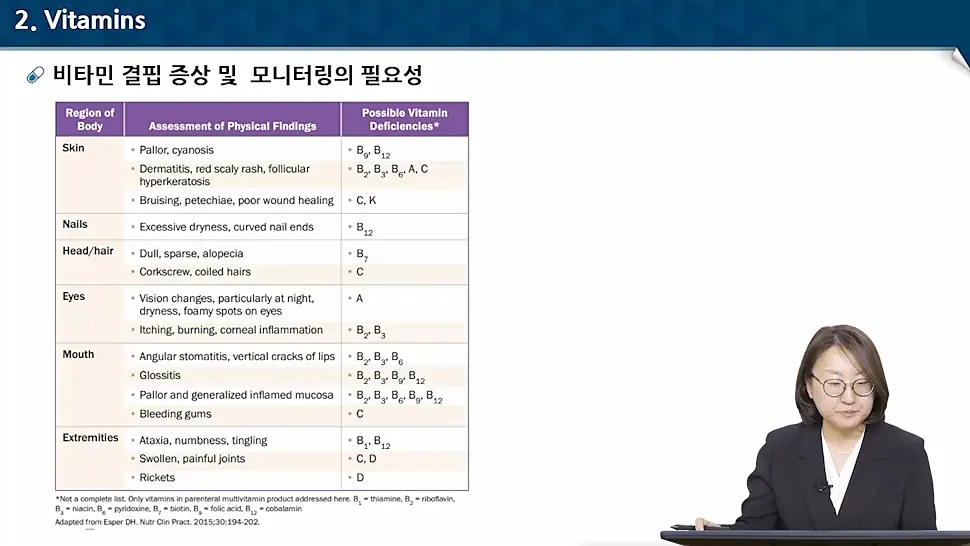 2. Vitamins
비타민 결핍 증상 및 모니터링의 필요성
Region of Body
Assessment of Physical Findings
Possible Vitamin Deficiencies*
Skin
• Pallor, cyanosis
• B9, B12
• Dermatitis, red scaly rash, follicular
hyperkeratosis
• B2, B3, B6, A, C
• Bruising, petechiae, poor wound healing
• C, K
Nails
• Excessive dryness, curved nail ends
• B12
Head/hair
• Dull, sparse, alopecia
• B7
• Corkscrew, coiled hairs
• C
Eyes
• Vision changes, particularly at night,
dryness, foamy spots on eyes
• A
• Itching, burning, corneal inflammation
• B2, B3
Mouth
• Angular stomatitis, vertical cracks of lips
• B2, B3, B6
• Glossitis
• B2, B3, B9, B12
• Pallor and generalized inflamed mucosa
• B2, B3, B6, B9, B12
• Bleeding gums
• C
Extremities
• Ataxia, numbness, tingling
• B1, B12
• Swollen, painful joints
• C, D
• Rickets
• D
*Not a complete list. Only vitamins in parenteral multivitamin product addressed here. B1 = thiamine, B2 = riboflavin,
B3 = niacin, B6 = pyridoxine, B7 = biotin, B9 = folic acid, B12 = cobalamin
Adapted from Esper DH. Nutr Clin Pract. 2015;30:194-202.